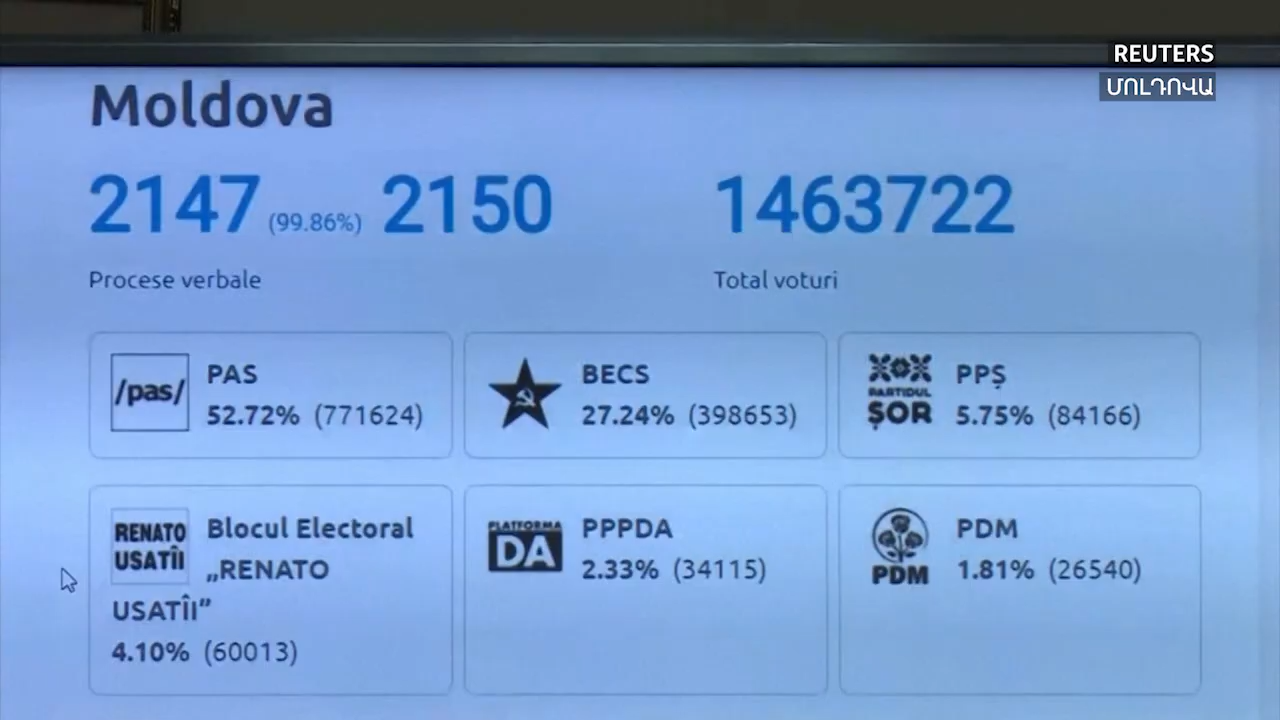 REUTERS
ՄՈԼԴՈՎԱ
Moldova
2147 (99.86%) 2150
1463722
Procese verbale
Total voturi
/pas/
PAS
52.72% (771624)
BECS
27.24% (398653)
PARTIDUL
ȘOR
PPȘ
5.75% (84166)
RENATO
USATÎI
Blocul Electoral
„RENATO
USATÎI”
4.10% (60013)
PLATFORMA
DA
PPPDA
2.33% (34115)
PDM
PDM
1.81% (26540)